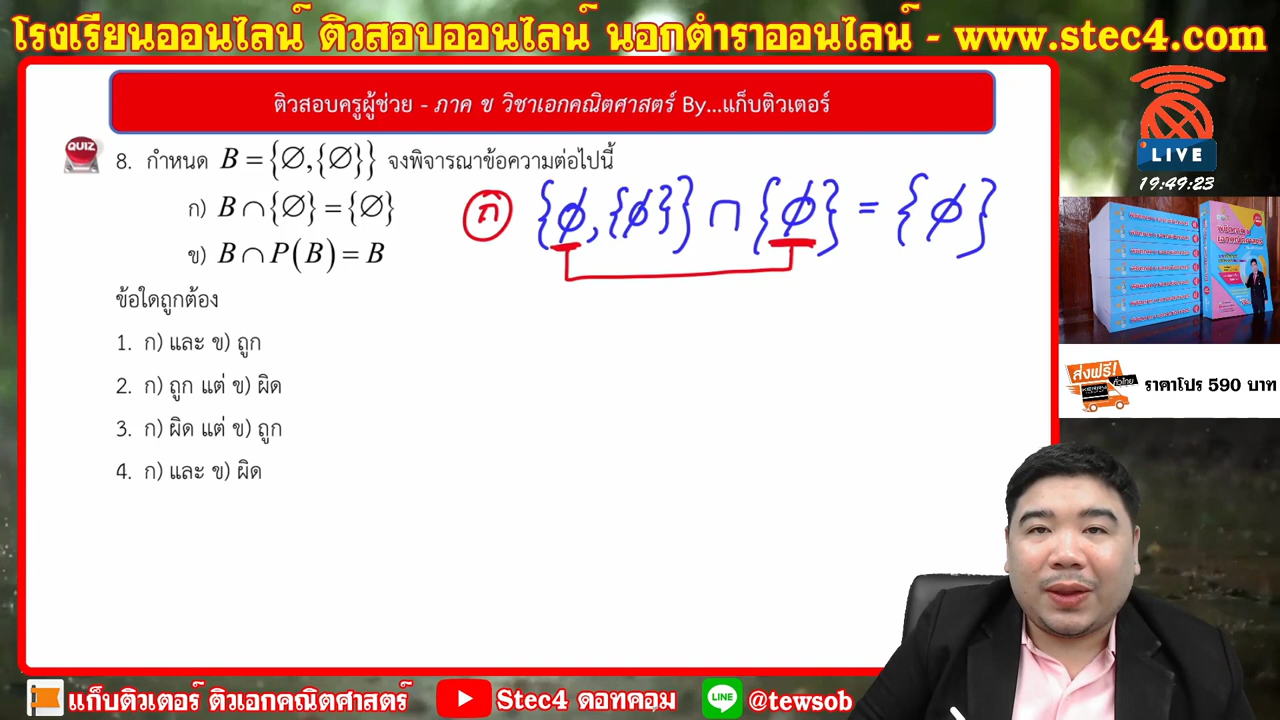 โรงเรียนออนไลน์ ติวสอบออนไลน์ นอกตำราออนไลน์ - www.stec4.com
ติวสอบครูผู้ช่วย - ภาค ข วิชาเอกคณิตศาสตร์ By...แก็บติวเตอร์
QUIZ
8. กำหนด B = {∅,{∅}} จงพิจารณาข้อความต่อไปนี้
ก) B ∩ {∅} = {∅}
ข) B ∩ P(B) = B
ข้อใดถูกต้อง
1. ก) และ ข) ถูก
2. ก) ถูก แต่ ข) ผิด
3. ก) ผิด แต่ ข) ถูก
4. ก) และ ข) ผิด
ก {∅,{∅}} ∩ {∅} = {∅}
LIVE
19:49:23
ส่งฟรี!
ทั่วไทย
ราคาโปร 590 บาท
แก็บติวเตอร์ ติวเอกคณิตศาสตร์
Stec4 ดอทคอม
LINE
@tewsob